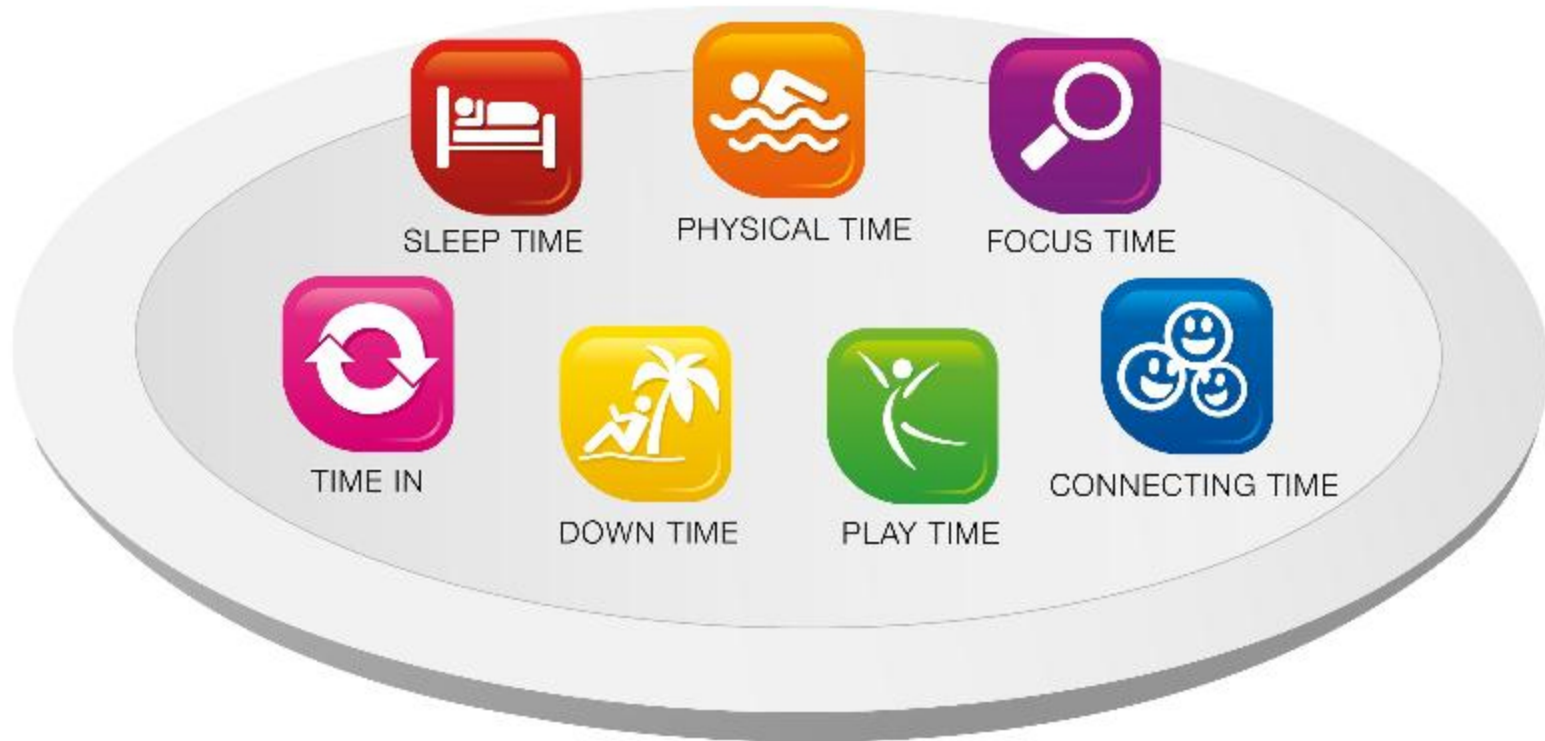 SLEEP TIME
PHYSICAL TIME
FOCUS TIME
TIME IN
DOWN TIME
PLAY TIME
CONNECTING TIME